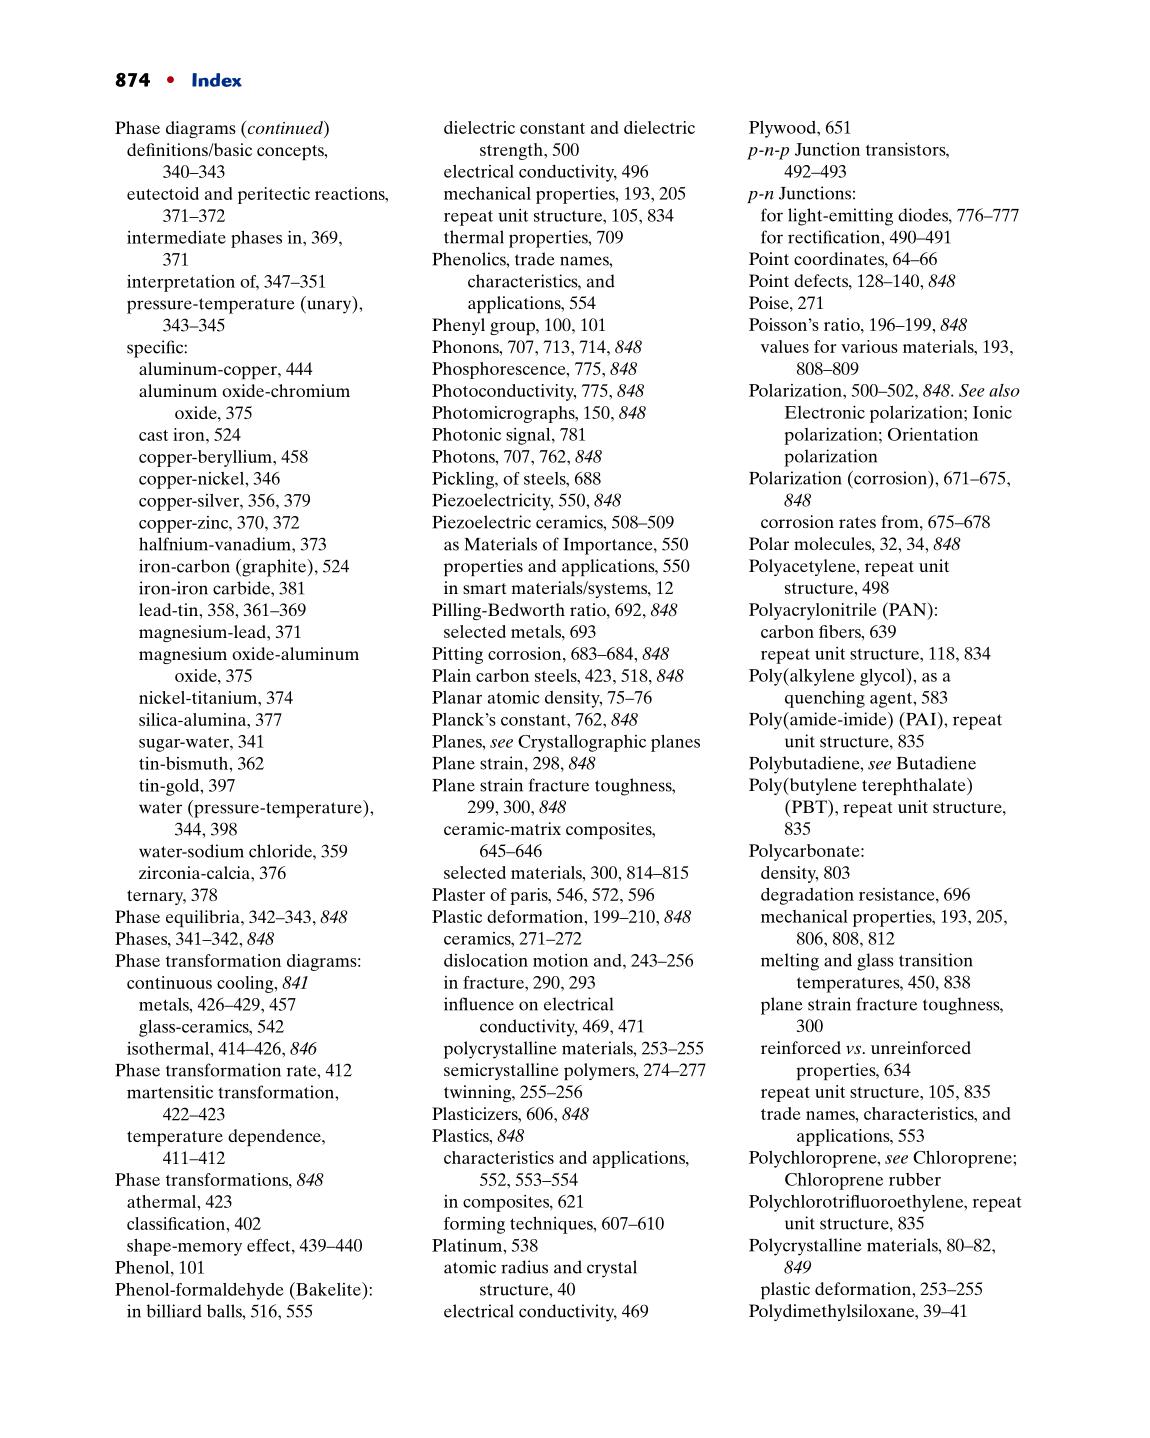 874 • Index
Phase diagrams (continued)
definitions/basic concepts,
340–343
eutectoid and peritectic reactions,
371–372
intermediate phases in, 369,
371
interpretation of, 347–351
pressure-temperature (unary),
343–345
specific:
aluminum-copper, 444
aluminum oxide-chromium
oxide, 375
cast iron, 524
copper-beryllium, 458
copper-nickel, 346
copper-silver, 356, 379
copper-zinc, 370, 372
halfnium-vanadium, 373
iron-carbon (graphite), 524
iron-iron carbide, 381
lead-tin, 358, 361–369
magnesium-lead, 371
magnesium oxide-aluminum
oxide, 375
nickel-titanium, 374
silica-alumina, 377
sugar-water, 341
tin-bismuth, 362
tin-gold, 397
water (pressure-temperature),
344, 398
water-sodium chloride, 359
zirconia-calcia, 376
ternary, 378
Phase equilibria, 342–343, 848
Phases, 341–342, 848
Phase transformation diagrams:
continuous cooling, 841
metals, 426–429, 457
glass-ceramics, 542
isothermal, 414–426, 846
Phase transformation rate, 412
martensitic transformation,
422–423
temperature dependence,
411–412
Phase transformations, 848
athermal, 423
classification, 402
shape-memory effect, 439–440
Phenol, 101
Phenol-formaldehyde (Bakelite):
in billiard balls, 516, 555
dielectric constant and dielectric
strength, 500
electrical conductivity, 496
mechanical properties, 193, 205
repeat unit structure, 105, 834
thermal properties, 709
Phenolics, trade names,
characteristics, and
applications, 554
Phenyl group, 100, 101
Phonons, 707, 713, 714, 848
Phosphorescence, 775, 848
Photoconductivity, 775, 848
Photomicrographs, 150, 848
Photonic signal, 781
Photons, 707, 762, 848
Pickling, of steels, 688
Piezoelectricity, 550, 848
Piezoelectric ceramics, 508–509
as Materials of Importance, 550
properties and applications, 550
in smart materials/systems, 12
Pilling-Bedworth ratio, 692, 848
selected metals, 693
Pitting corrosion, 683–684, 848
Plain carbon steels, 423, 518, 848
Planar atomic density, 75–76
Planck's constant, 762, 848
Planes, see Crystallographic planes
Plane strain, 298, 848
Plane strain fracture toughness,
299, 300, 848
ceramic-matrix composites,
645–646
selected materials, 300, 814–815
Plaster of paris, 546, 572, 596
Plastic deformation, 199–210, 848
ceramics, 271–272
dislocation motion and, 243–256
in fracture, 290, 293
influence on electrical
conductivity, 469, 471
polycrystalline materials, 253–255
semicrystalline polymers, 274–277
twinning, 255–256
Plasticizers, 606, 848
Plastics, 848
characteristics and applications,
552, 553–554
in composites, 621
forming techniques, 607–610
Platinum, 538
atomic radius and crystal
structure, 40
electrical conductivity, 469
Plywood, 651
p-n-p Junction transistors,
492–493
p-n Junctions:
for light-emitting diodes, 776–777
for rectification, 490–491
Point coordinates, 64–66
Point defects, 128–140, 848
Poise, 271
Poisson's ratio, 196–199, 848
values for various materials, 193,
808–809
Polarization, 500–502, 848. See also
Electronic polarization; Ionic
polarization; Orientation
polarization
Polarization (corrosion), 671–675,
848
corrosion rates from, 675–678
Polar molecules, 32, 34, 848
Polyacetylene, repeat unit
structure, 498
Polyacrylonitrile (PAN):
carbon fibers, 639
repeat unit structure, 118, 834
Poly(alkylene glycol), as a
quenching agent, 583
Poly(amide-imide) (PAI), repeat
unit structure, 835
Polybutadiene, see Butadiene
Poly(butylene terephthalate)
(PBT), repeat unit structure,
835
Polycarbonate:
density, 803
degradation resistance, 696
mechanical properties, 193, 205,
806, 808, 812
melting and glass transition
temperatures, 450, 838
plane strain fracture toughness,
300
reinforced vs. unreinforced
properties, 634
repeat unit structure, 105, 835
trade names, characteristics, and
applications, 553
Polychloroprene, see Chloroprene;
Chloroprene rubber
Polychlorotrifluoroethylene, repeat
unit structure, 835
Polycrystalline materials, 80–82,
849
plastic deformation, 253–255
Polydimethylsiloxane, 39–41